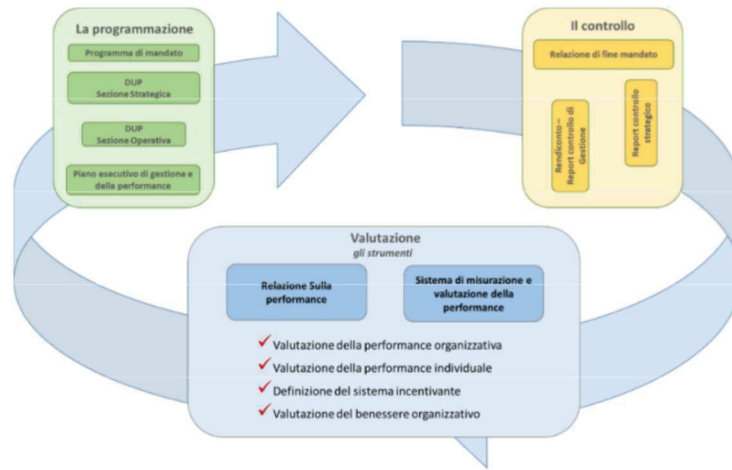 La programmazione
Programma di mandato
DUP
Sezione Strategica
DUP
Sezione Operativa
Piano esecutivo di gestione e
della performance
Il controllo
Relazione di fine mandato
Rendiconto –
Report controllo di
Gestione
Report controllo
strategico
Valutazione
gli strumenti
Relazione Sulla
performance
Sistema di misurazione e
valutazione della
performance
Valutazione della performance organizzativa
Valutazione della performance individuale
Definizione del sistema incentivante
Valutazione del benessere organizzativo